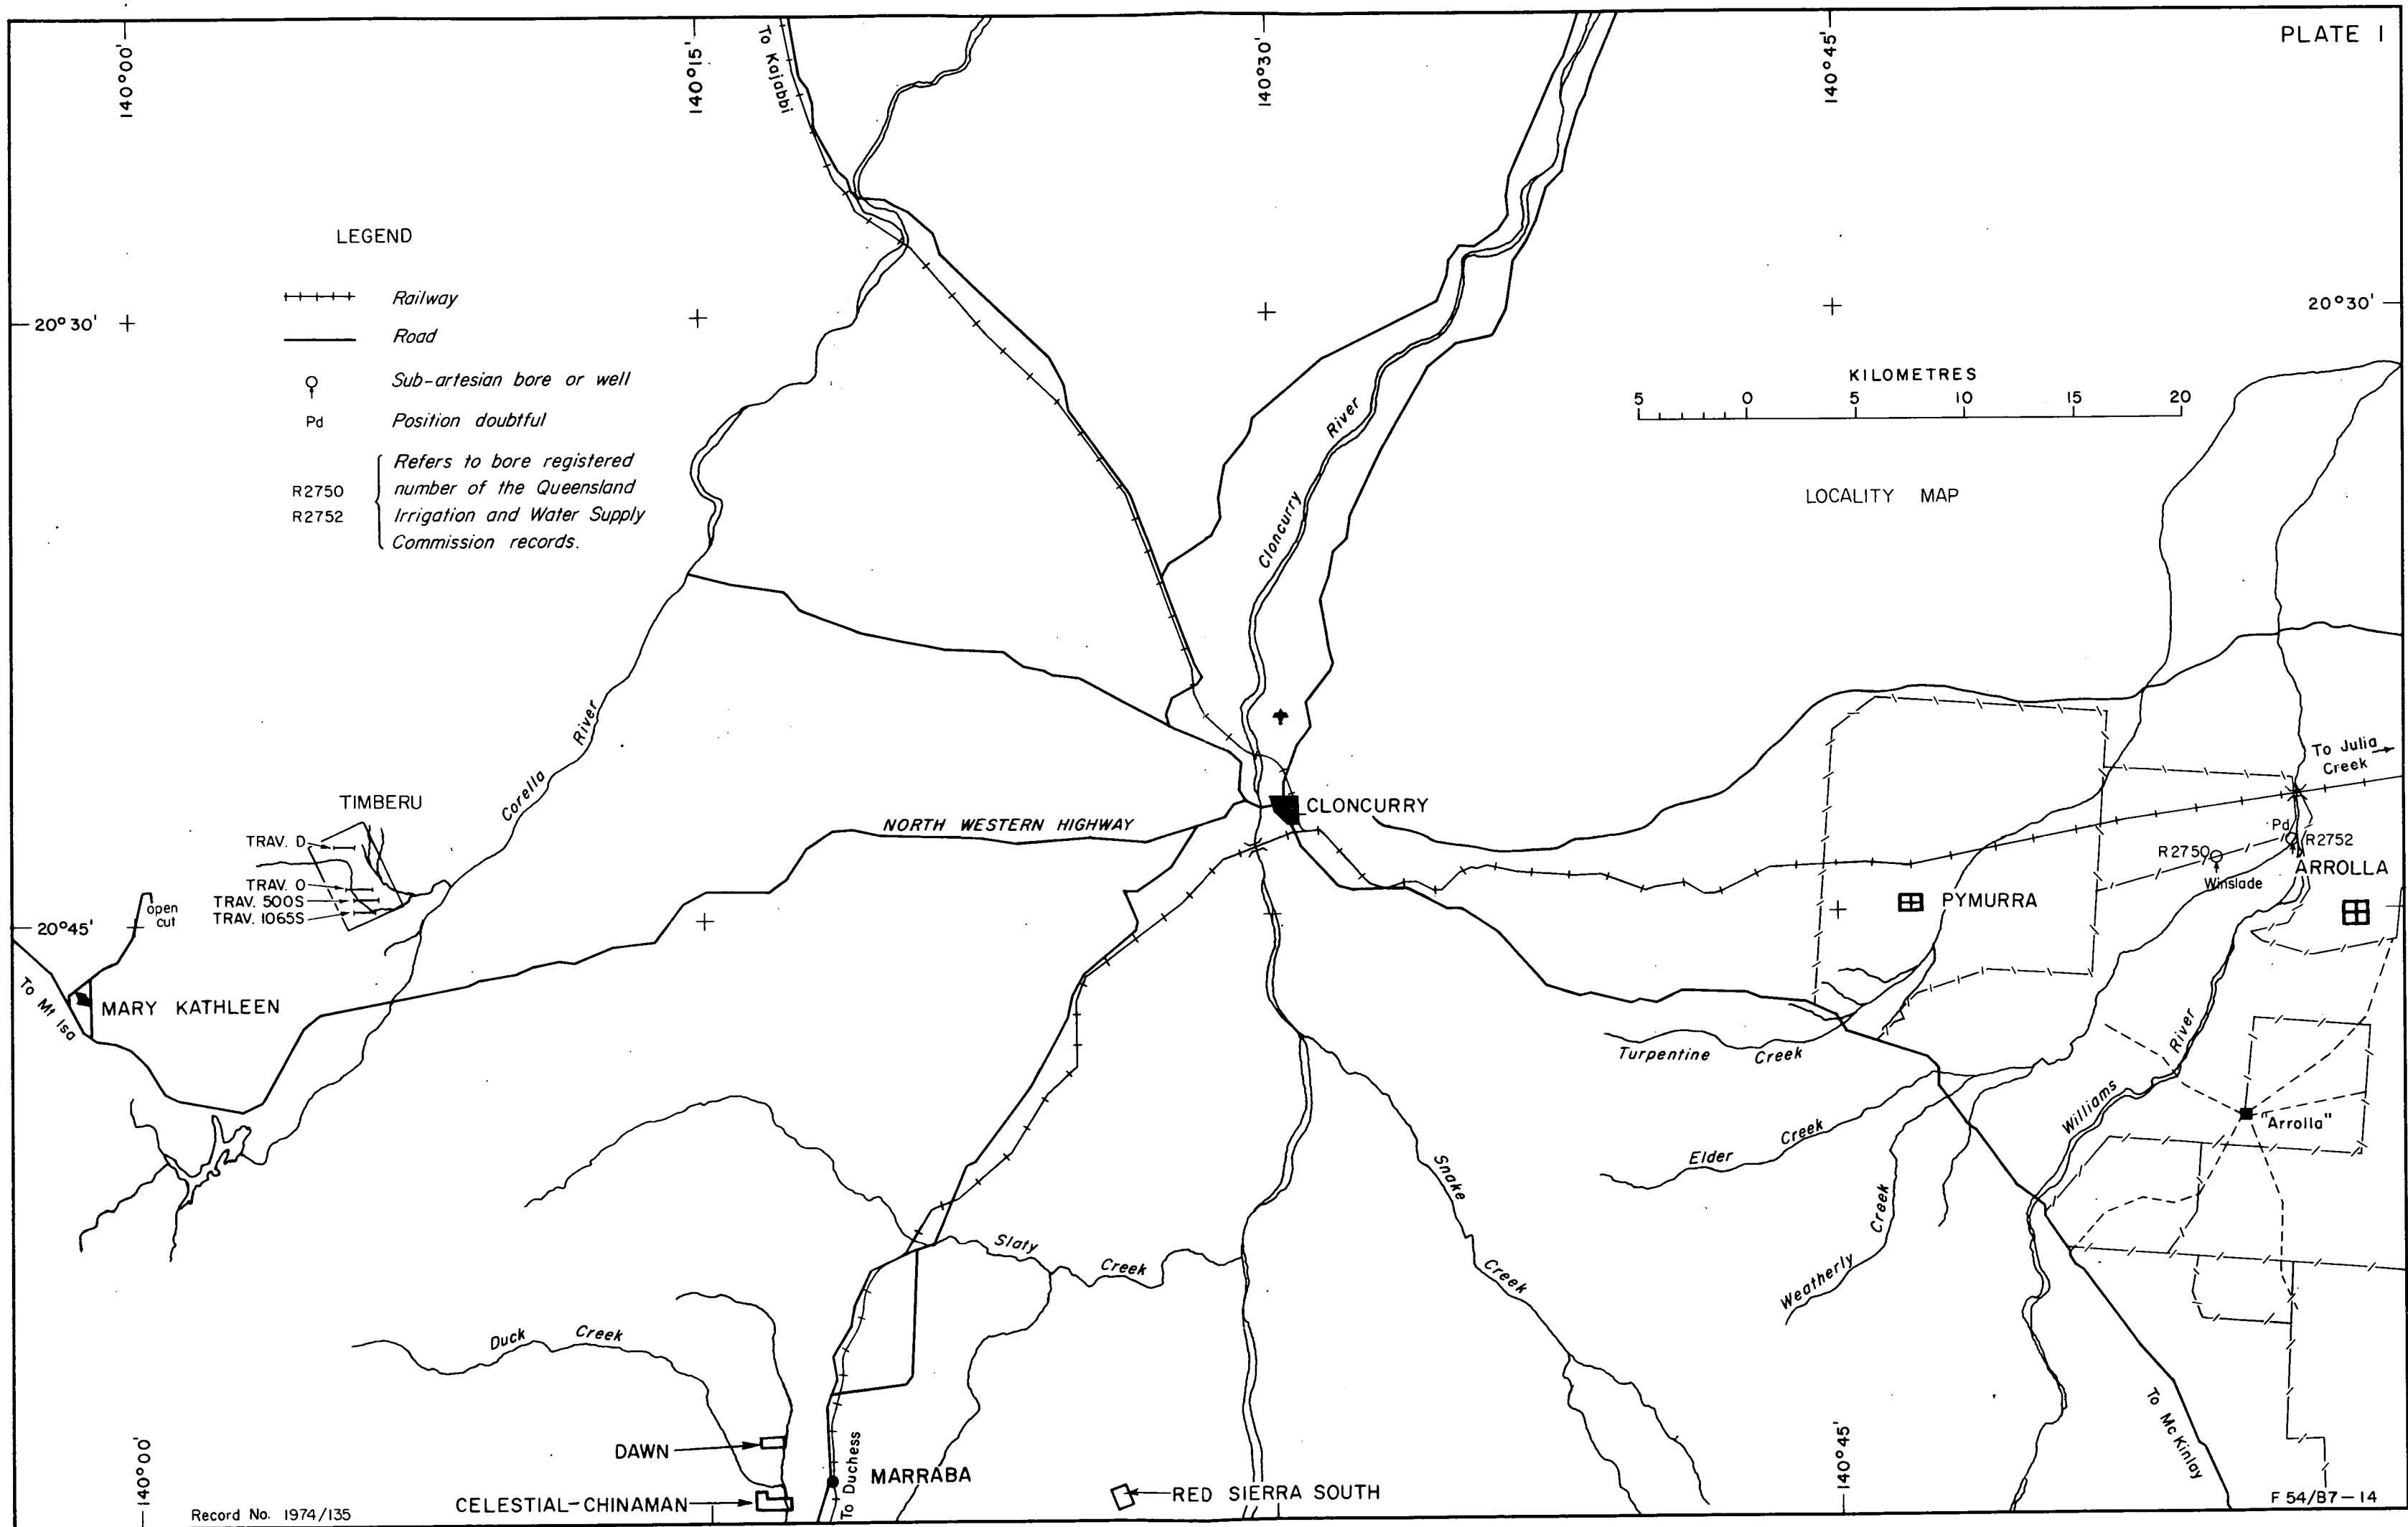 PLATE 1
140°00'
140°15'
140°30'
140°45'
To Kajabbi
LEGEND
Railway
Road
Sub-artesian bore or well
Pd Position doubtful
R2750
R2752
Refers to bore registered
number of the Queensland
Irrigation and Water Supply
Commission records.
20°30'
20°30'
KILOMETRES
5 0 5 10 15 20
LOCALITY MAP
Cloncurry River
Corella River
TIMBERU
TRAV. D
TRAV. O
TRAV. 500S
TRAV. 1065S
open
cut
20°45'
To Mt Isa
MARY KATHLEEN
NORTH WESTERN HIGHWAY
CLONCURRY
To Julia
Creek
Pd
R2752
R2750
Winslade
ARROLLA
PYMURRA
Turpentine Creek
Elder Creek
Weatherly Creek
Williams River
"Arrolla"
Snake Creek
Slaty Creek
Duck Creek
DAWN
MARRABA
CELESTIAL-CHINAMAN
To Duchess
RED SIERRA SOUTH
To McKinlay
140°00'
140°45'
Record No. 1974/135
F 54/B7-14